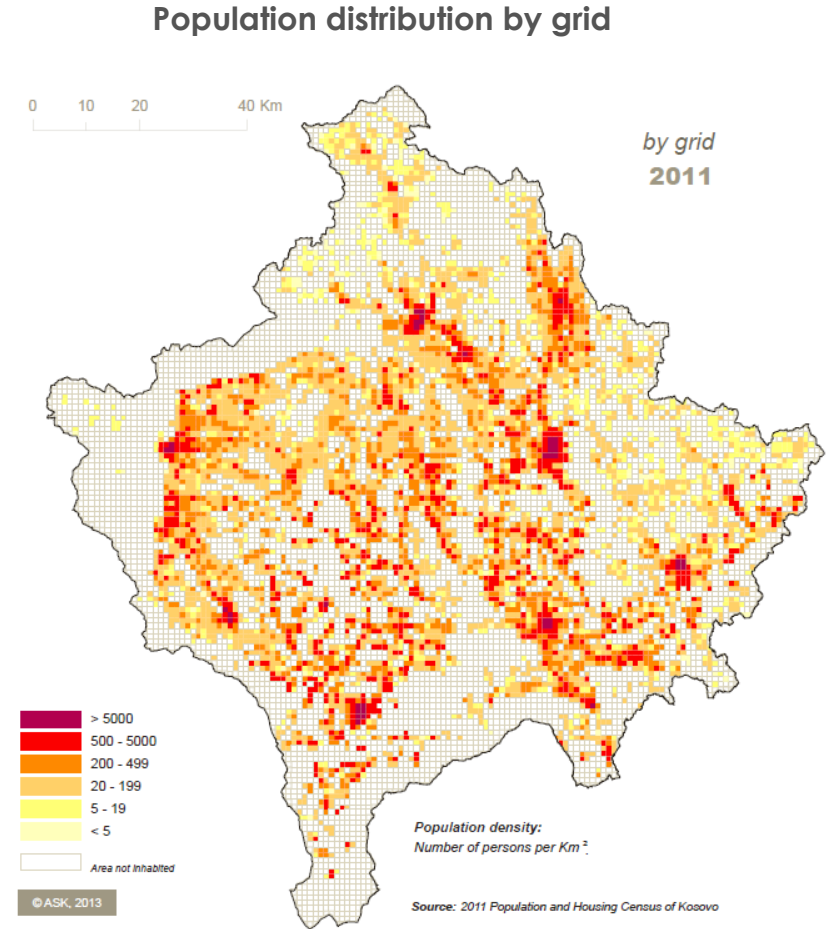 Population distribution by grid
0 10 20 40 Km
by grid
2011
> 5000
500 - 5000
200 - 499
20 - 199
5 - 19
< 5
Area not Inhabited
© ASK, 2013
Population density:
Number of persons per Km ².
Source: 2011 Population and Housing Census of Kosovo